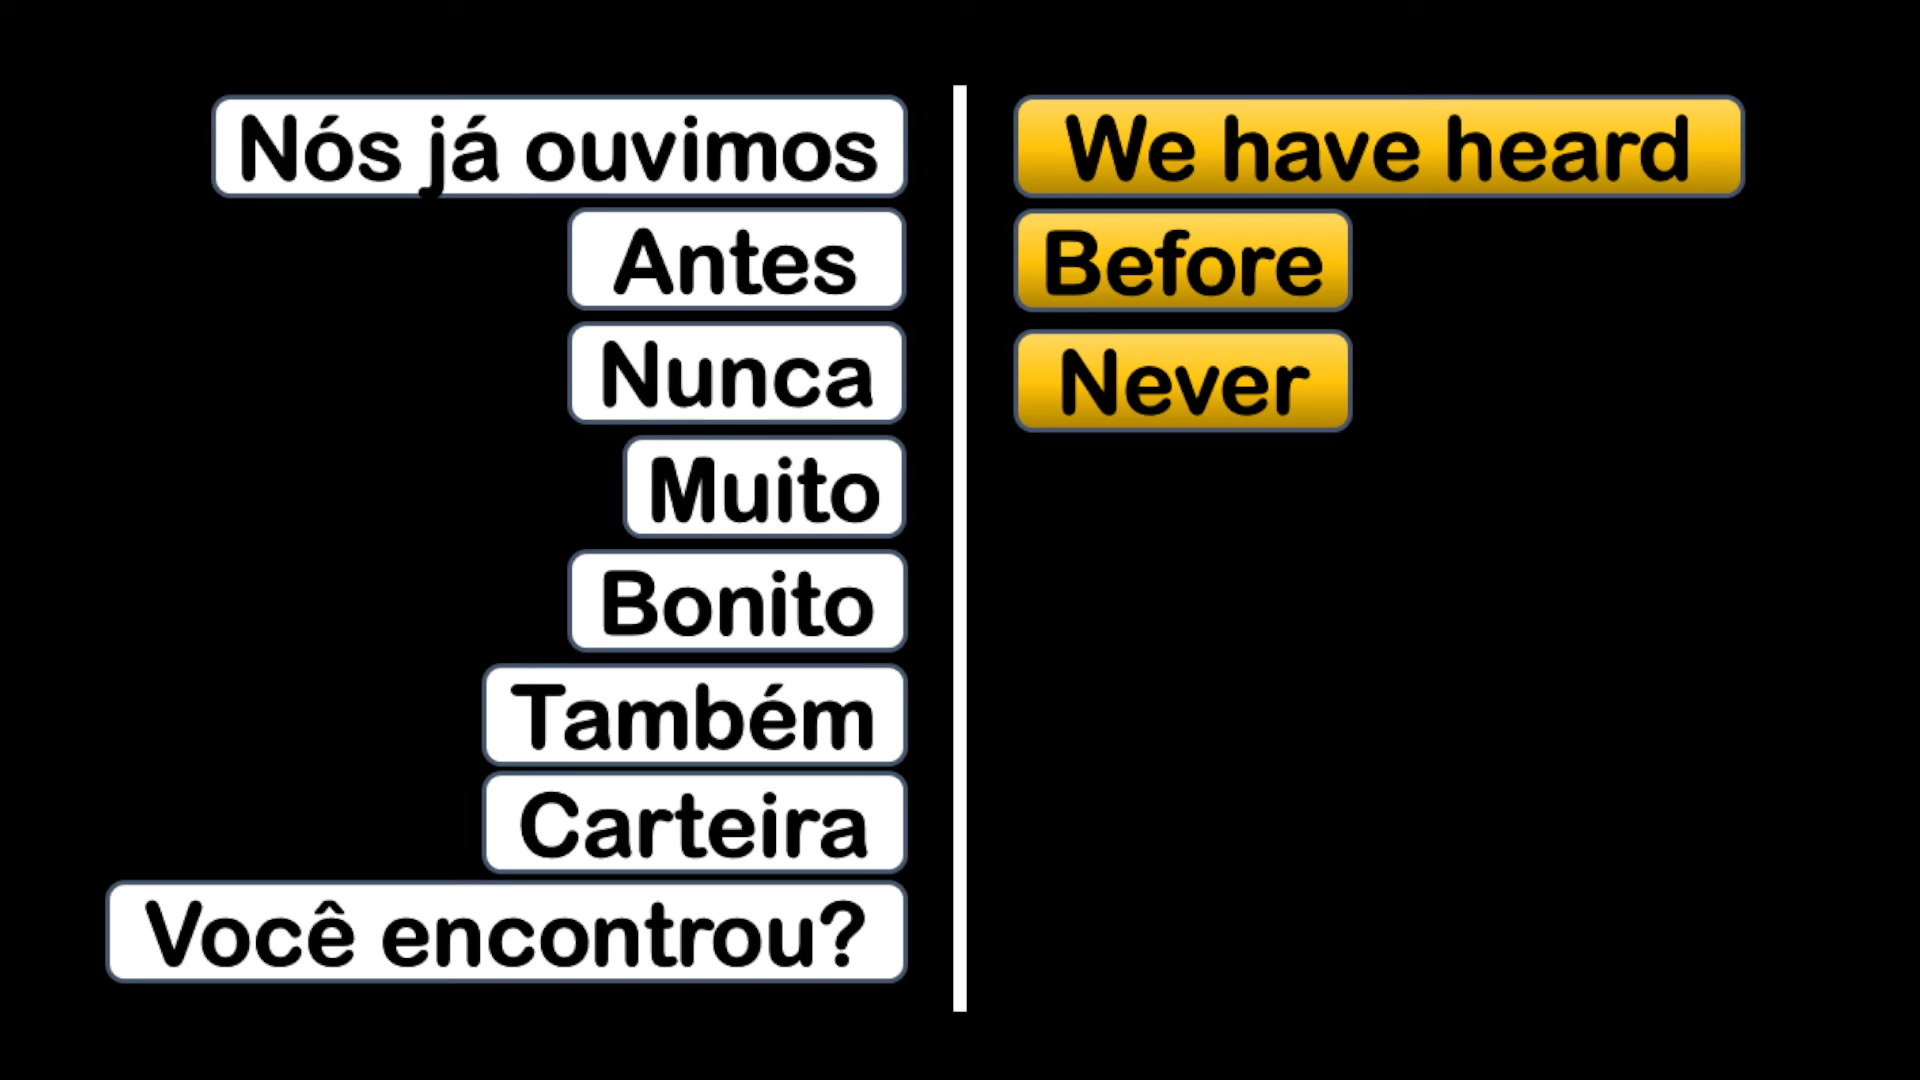 Nós já ouvimos
We have heard
Antes
Before
Nunca
Never
Muito
Bonito
Também
Carteira
Você encontrou?